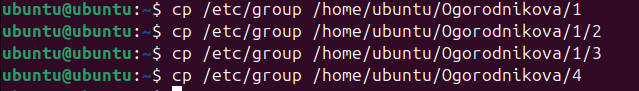 ubuntu@ubuntu:~$ cp /etc/group /home/ubuntu/Ogorodnikova/1
ubuntu@ubuntu:~$ cp /etc/group /home/ubuntu/Ogorodnikova/1/2
ubuntu@ubuntu:~$ cp /etc/group /home/ubuntu/Ogorodnikova/1/3
ubuntu@ubuntu:~$ cp /etc/group /home/ubuntu/Ogorodnikova/4